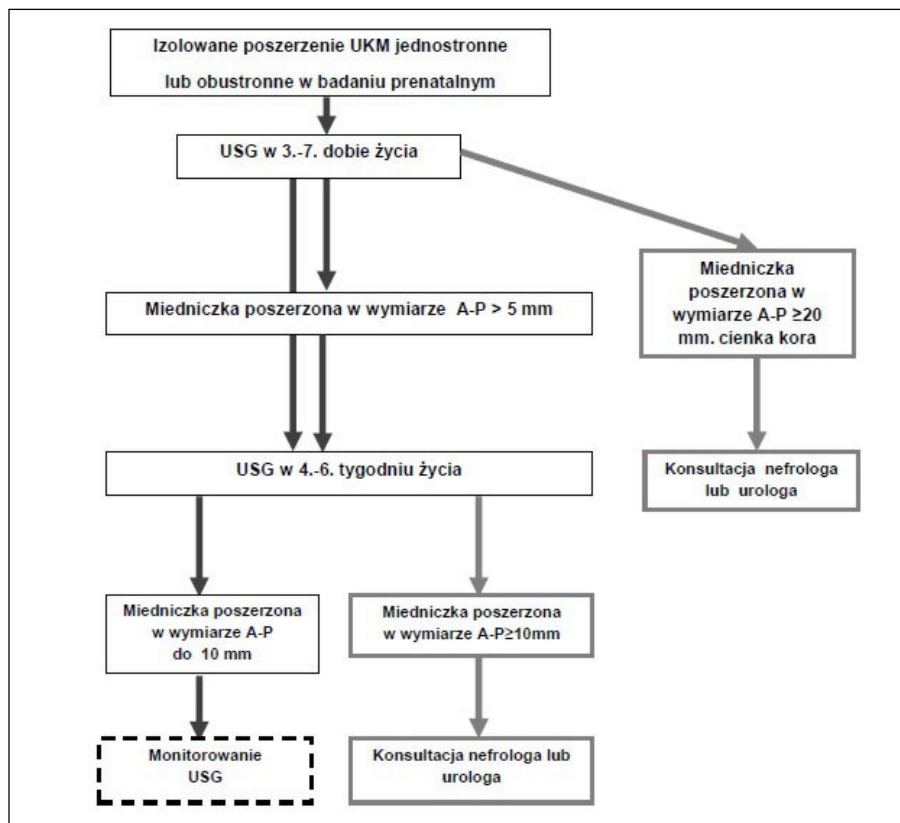 Izolowane poszerzenie UKM jednostronne
lub obustronne w badaniu prenatalnym
USG w 3.-7. dobie życia
Miedniczka
poszerzona w
wymiarze A-P ≥20
mm. cienka kora
Miedniczka poszerzona w wymiarze A-P > 5 mm
USG w 4.-6. tygodniu życia
Konsultacja nefrologa
lub urologa
Miedniczka poszerzona
w wymiarze A-P
do 10 mm
Miedniczka poszerzona
w wymiarze A-P≥10mm
Monitorowanie
USG
Konsultacja nefrologa lub
urologa